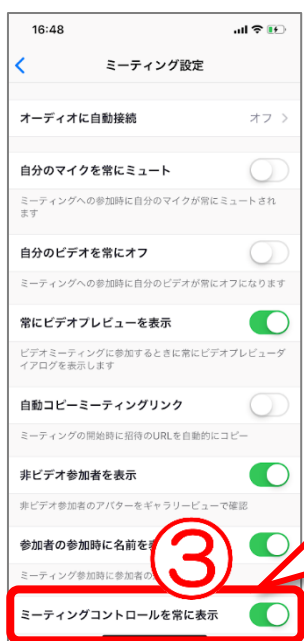 16:48
ミーティング設定
オーディオに自動接続 オフ
自分のマイクを常にミュート
ミーティングへの参加時に自分のマイクが常にミュートされ
ます
自分のビデオを常にオフ
ミーティングへの参加時に自分のビデオが常にオフになります
常にビデオプレビューを表示
ビデオミーティングに参加するときに常にビデオプレビューダ
イアログを表示します
自動コピーミーティングリンク
ミーティングの開始時に招待のURLを自動的にコピー
非ビデオ参加者を表示
非ビデオ参加者のアバターをギャラリービューで確認
参加者の参加時に名前を
ミーティング参加時に参加者の
③
ミーティングコントロールを常に表示